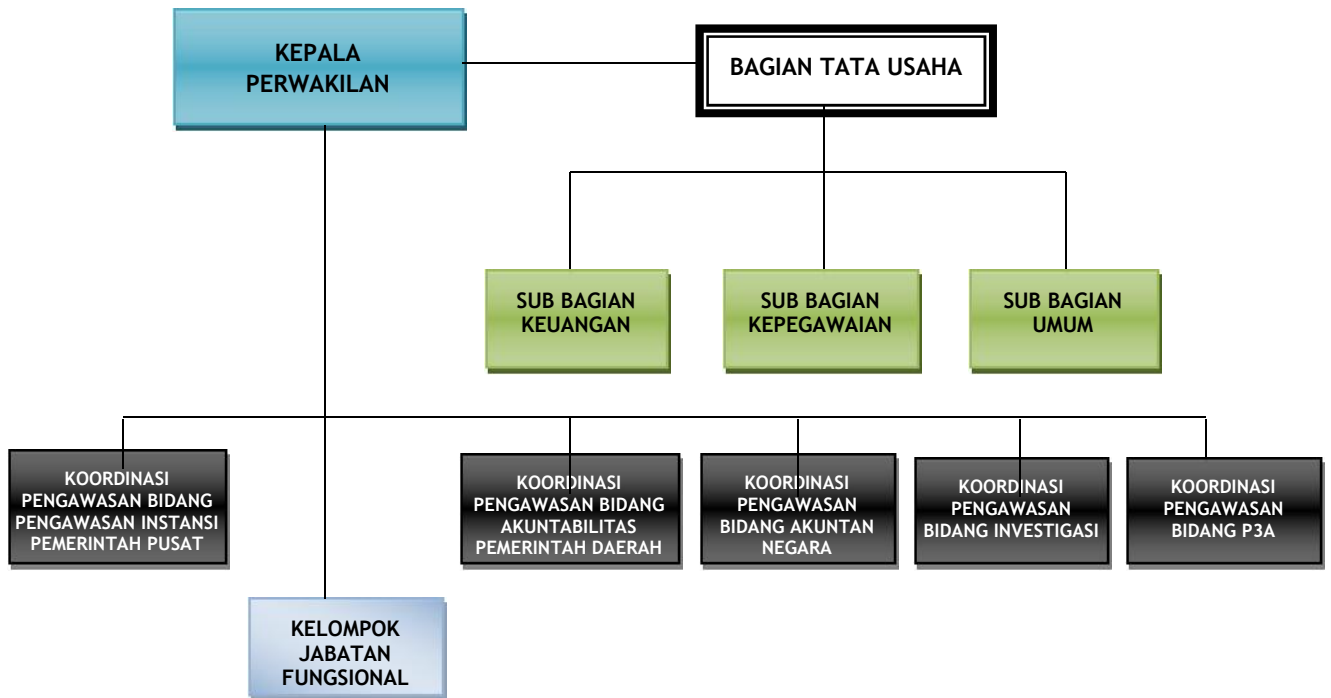 KEPALA
PERWAKILAN
BAGIAN TATA USAHA
SUB BAGIAN
KEUANGAN
SUB BAGIAN
KEPEGAWAIAN
SUB BAGIAN
UMUM
KOORDINASI
PENGAWASAN BIDANG
PENGAWASAN INSTANSI
PEMERINTAH PUSAT
KOORDINASI
PENGAWASAN BIDANG
AKUNTABILITAS
PEMERINTAH DAERAH
KOORDINASI
PENGAWASAN
BIDANG AKUNTAN
NEGARA
KOORDINASI
PENGAWASAN
BIDANG INVESTIGASI
KOORDINASI
PENGAWASAN
BIDANG P3A
KELOMPOK
JABATAN
FUNGSIONAL